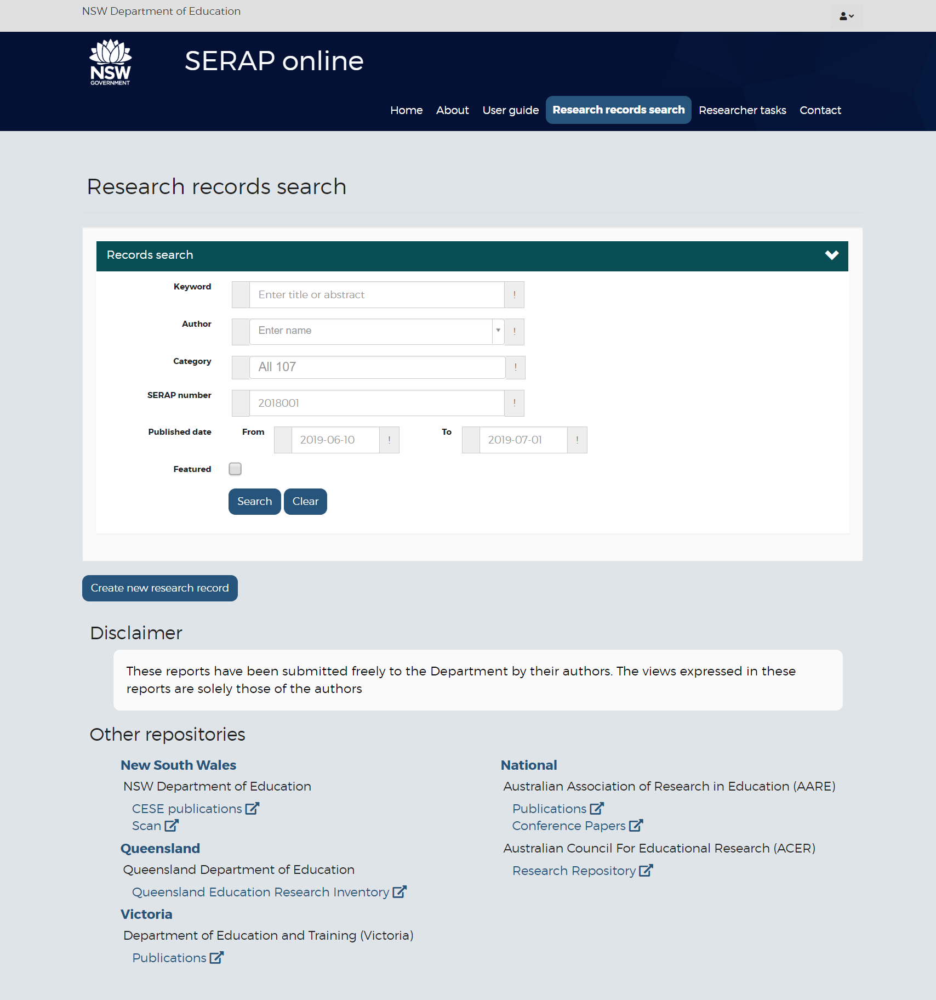 NSW Department of Education
NSW
GOVERNMENT
SERAP online
Home About User guide Research records search Researcher tasks Contact
Research records search
Records search
Keyword Enter title or abstract !
Author Enter name !
Category All 107 !
SERAP number 2018001 !
Published date From 2019-06-10 ! To 2019-07-01 !
Featured
Search Clear
Create new research record
Disclaimer
These reports have been submitted freely to the Department by their authors. The views expressed in these
reports are solely those of the authors
Other repositories
New South Wales
NSW Department of Education
CESE publications
Scan
Queensland
Queensland Department of Education
Queensland Education Research Inventory
Victoria
Department of Education and Training (Victoria)
Publications
National
Australian Association of Research in Education (AARE)
Publications
Conference Papers
Australian Council For Educational Research (ACER)
Research Repository